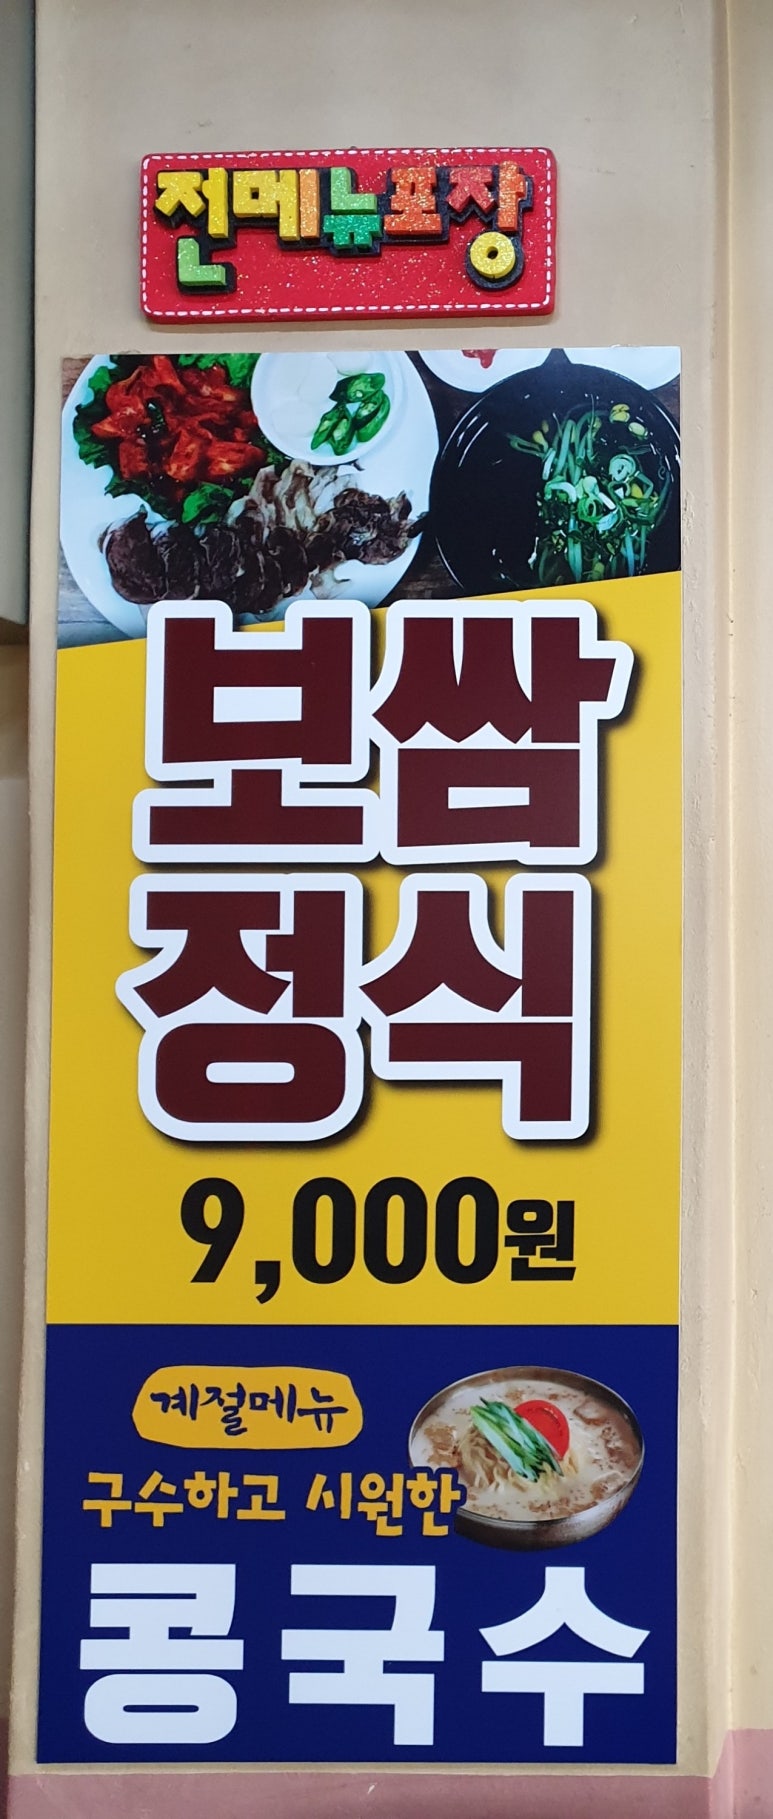 전메뉴포장
보쌈
정식
9,000원
계절메뉴
구수하고 시원한
콩국수